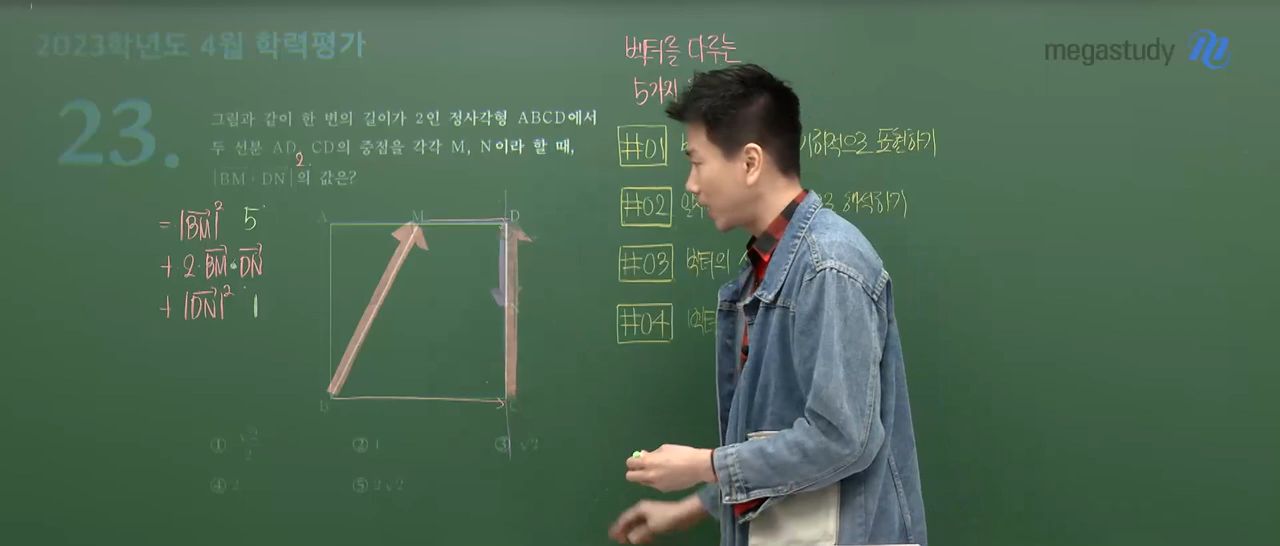 2023학년도 4월 학력평가
megastudy
23.
그림과 같이 한 변의 길이가 2인 정사각형 ABCD에서
두 선분 AD, CD의 중점을 각각 M, N이라 할 때,
2.
|BM · DN|의 값은?
A M D
B
= |BM|² 5
+ 2·BM·DN
+ |DN|² 1
② 1
③ √2
④ 2
⑤ 2√2
벡터를 다루는
5가지
#01 기하적으로 표현하기
#02 해석하기
#03 벡터의
#04 벡터